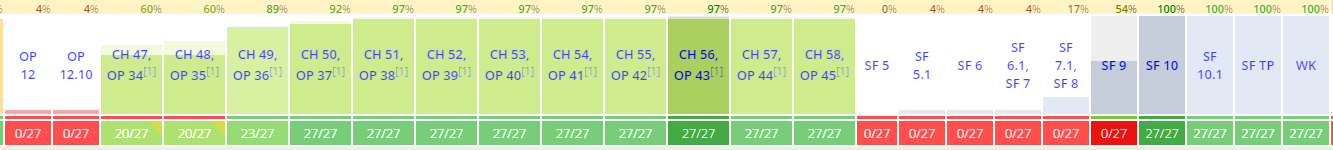 4% 4% 60% 60% 89% 92% 97% 97% 97% 97% 97% 97% 97% 97% 0% 4% 4% 4% 17% 54% 100% 100% 100% 100%
OP 12
OP 12.10
CH 47, OP 34[1]
CH 48, OP 35[1]
CH 49, OP 36[1]
CH 50, OP 37[1]
CH 51, OP 38[1]
CH 52, OP 39[1]
CH 53, OP 40[1]
CH 54, OP 41[1]
CH 55, OP 42[1]
CH 56, OP 43[1]
CH 57, OP 44[1]
CH 58, OP 45[1]
SF 5
SF 5.1
SF 6
SF 6.1, SF 7
SF 7.1, SF 8
SF 9
SF 10
SF 10.1
SF TP
WK
0/27 0/27 20/27 20/27 23/27 27/27 27/27 27/27 27/27 27/27 27/27 27/27 27/27 27/27 0/27 0/27 0/27 0/27 0/27 0/27 27/27 27/27 27/27 27/27